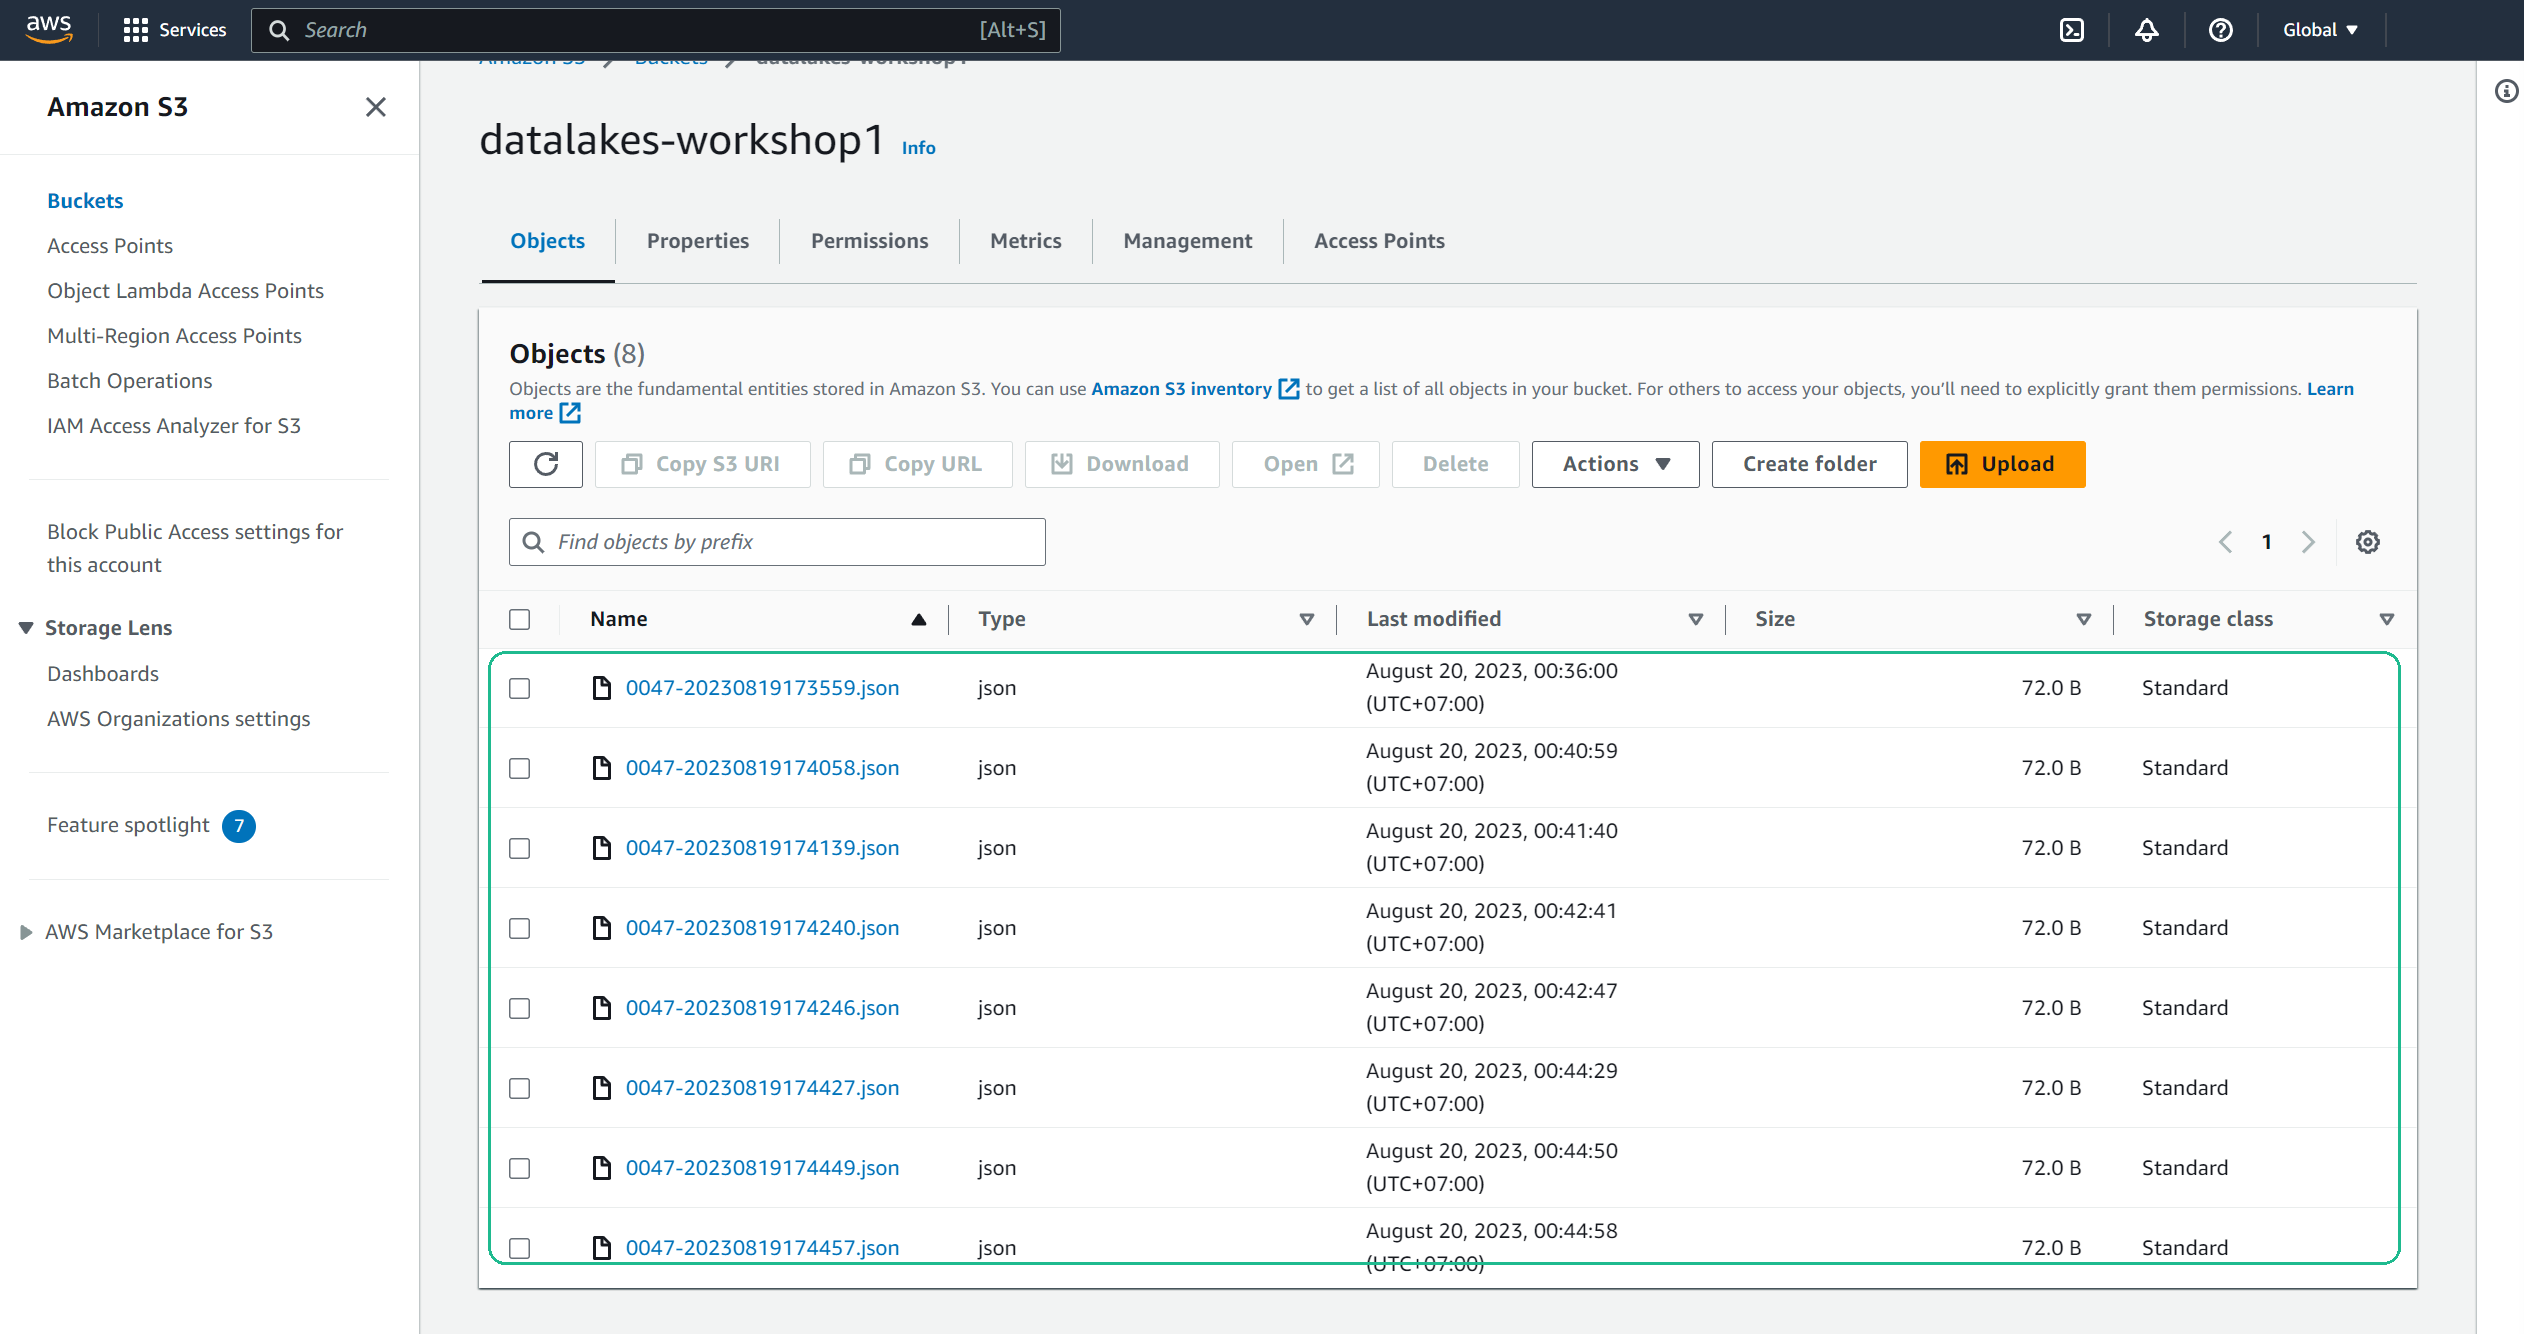 aws
Services
Search
[Alt+S]
Global
Amazon S3
Buckets
datalakes-workshop1
Amazon S3
Buckets
Access Points
Object Lambda Access Points
Multi-Region Access Points
Batch Operations
IAM Access Analyzer for S3
Block Public Access settings for
this account
Storage Lens
Dashboards
AWS Organizations settings
Feature spotlight 7
AWS Marketplace for S3
datalakes-workshop1 Info
Objects
Properties
Permissions
Metrics
Management
Access Points
Objects (8)
Objects are the fundamental entities stored in Amazon S3. You can use Amazon S3 inventory to get a list of all objects in your bucket. For others to access your objects, you’ll need to explicitly grant them permissions. Learn
more
Copy S3 URI
Copy URL
Download
Open
Delete
Actions
Create folder
Upload
Find objects by prefix
1
Name Type Last modified Size Storage class
0047-20230819173559.json json August 20, 2023, 00:36:00 (UTC+07:00) 72.0 B Standard
0047-20230819174058.json json August 20, 2023, 00:40:59 (UTC+07:00) 72.0 B Standard
0047-20230819174139.json json August 20, 2023, 00:41:40 (UTC+07:00) 72.0 B Standard
0047-20230819174240.json json August 20, 2023, 00:42:41 (UTC+07:00) 72.0 B Standard
0047-20230819174246.json json August 20, 2023, 00:42:47 (UTC+07:00) 72.0 B Standard
0047-20230819174427.json json August 20, 2023, 00:44:29 (UTC+07:00) 72.0 B Standard
0047-20230819174449.json json August 20, 2023, 00:44:50 (UTC+07:00) 72.0 B Standard
0047-20230819174457.json json August 20, 2023, 00:44:58 (UTC+07:00) 72.0 B Standard